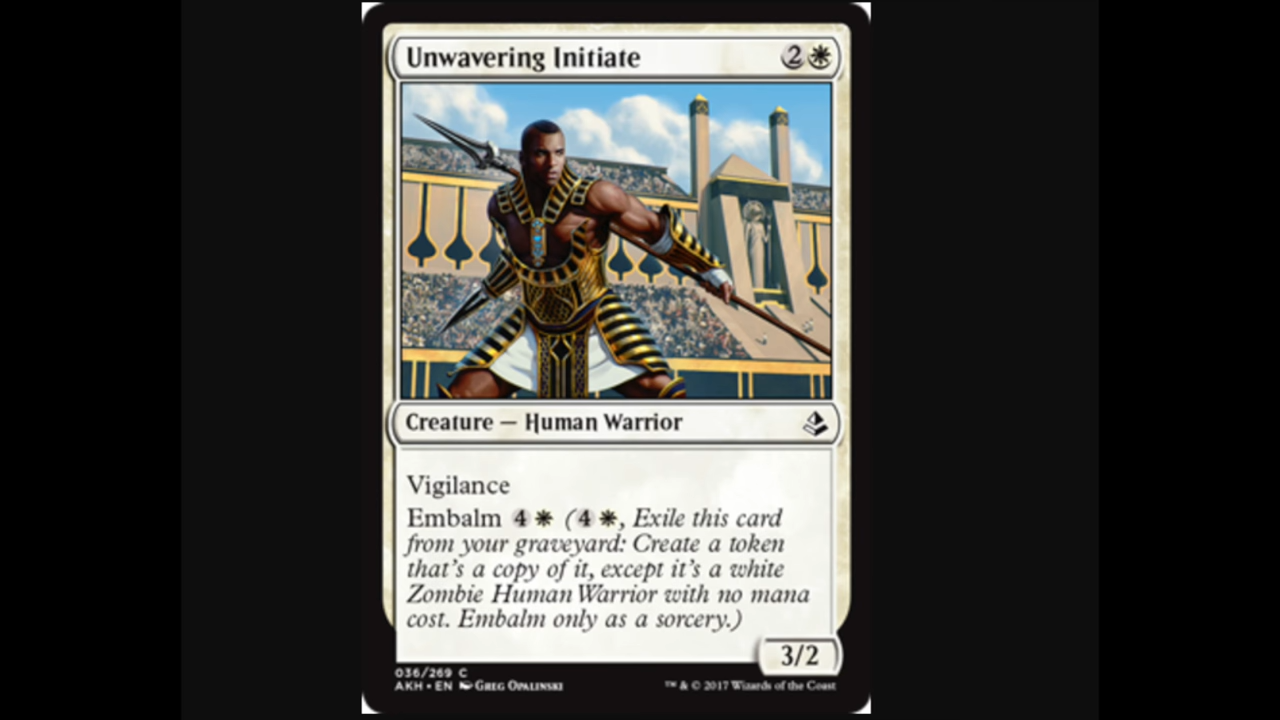 Unwavering Initiate 2
Creature — Human Warrior
Vigilance
Embalm 4 (4, Exile this card
from your graveyard: Create a token
that's a copy of it, except it's a white
Zombie Human Warrior with no mana
cost. Embalm only as a sorcery.)
3/2
036/269 C
AKH • EN Greg Opalinski
™ & © 2017 Wizards of the Coast